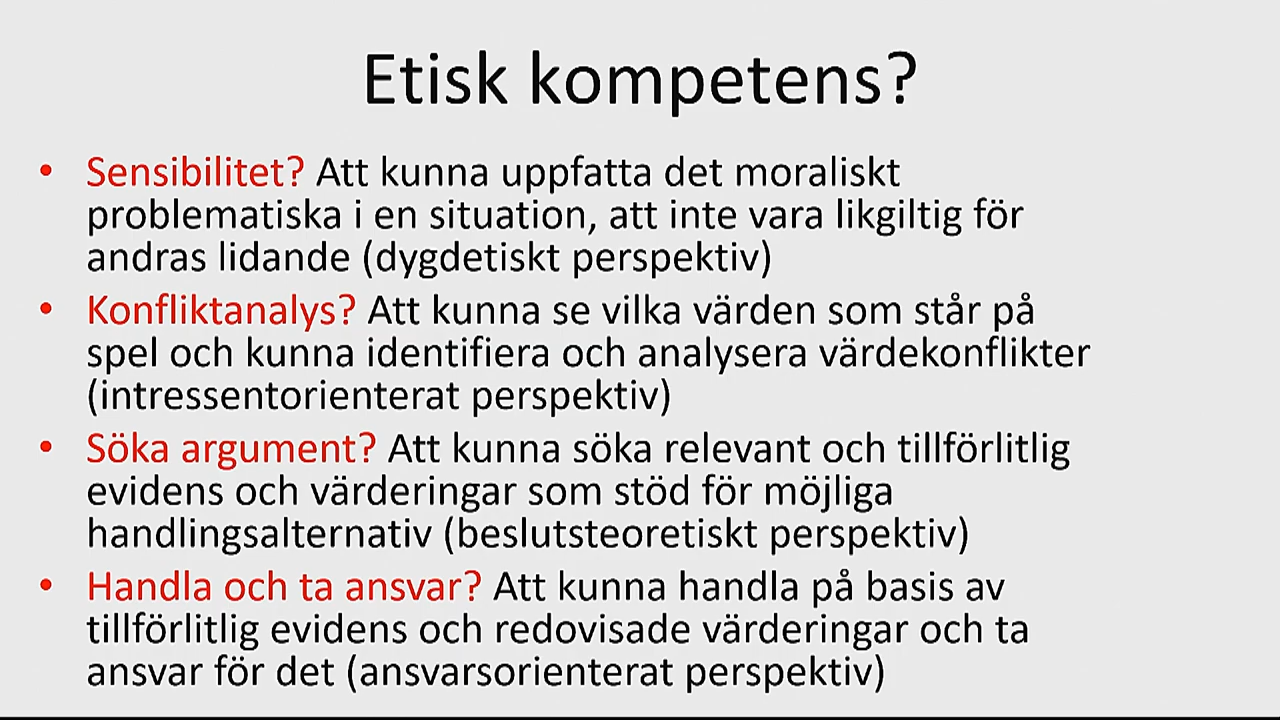 Etisk kompetens?
• Sensibilitet? Att kunna uppfatta det moraliskt
problematiska i en situation, att inte vara likgiltig för
andras lidande (dygdetiskt perspektiv)
• Konfliktanalys? Att kunna se vilka värden som står på
spel och kunna identifiera och analysera värdekonflikter
(intressentorienterat perspektiv)
• Söka argument? Att kunna söka relevant och tillförlitlig
evidens och värderingar som stöd för möjliga
handlingsalternativ (beslutsteoretiskt perspektiv)
• Handla och ta ansvar? Att kunna handla på basis av
tillförlitlig evidens och redovisade värderingar och ta
ansvar för det (ansvarsorienterat perspektiv)